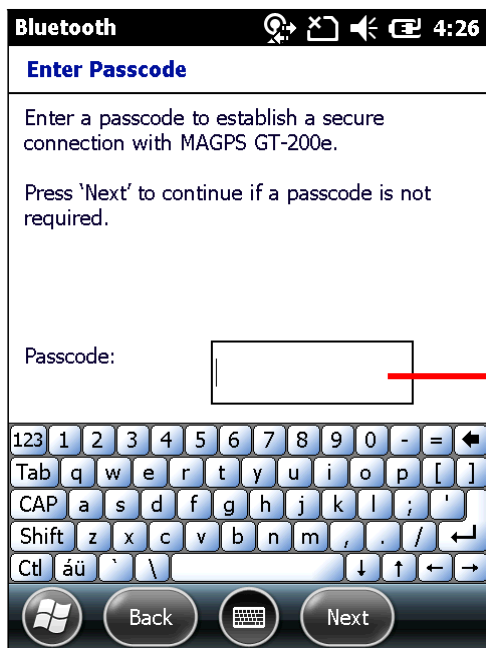 Bluetooth 4:26
Enter Passcode
Enter a passcode to establish a secure
connection with MAGPS GT-200e.
Press ‘Next’ to continue if a passcode is not
required.
Passcode:
123 1 2 3 4 5 6 7 8 9 0 - = ←
Tab q w e r t y u i o p [ ]
CAP a s d f g h j k l ; '
Shift z x c v b n m , . / ↵
Ctl áü ` \ ↓ ↑ ← →
Back Next